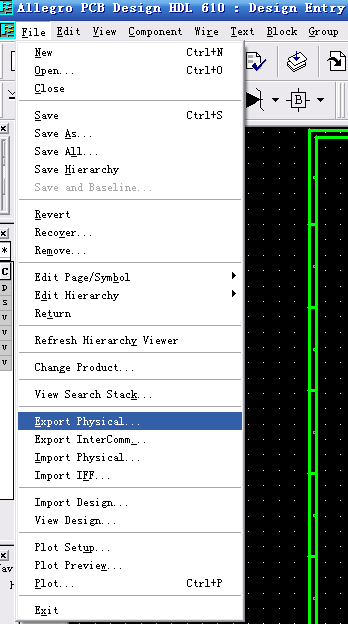 Allegro PCB Design HDL 610 : Design Entry
File Edit View Component Wire Text Block Group
New Ctrl+N
Open... Ctrl+O
Close
Save Ctrl+S
Save As...
Save All...
Save Hierarchy
Save and Baseline...
Revert
Recover...
Remove...
Edit Page/Symbol
Edit Hierarchy
Return
Refresh Hierarchy Viewer
Change Product...
View Search Stack...
Export Physical...
Export InterComm...
Import Physical...
Import IFF...
Import Design...
View Design...
Plot Setup...
Plot Preview...
Plot... Ctrl+P
Exit
B
*
C
D
S
V
V
V
V